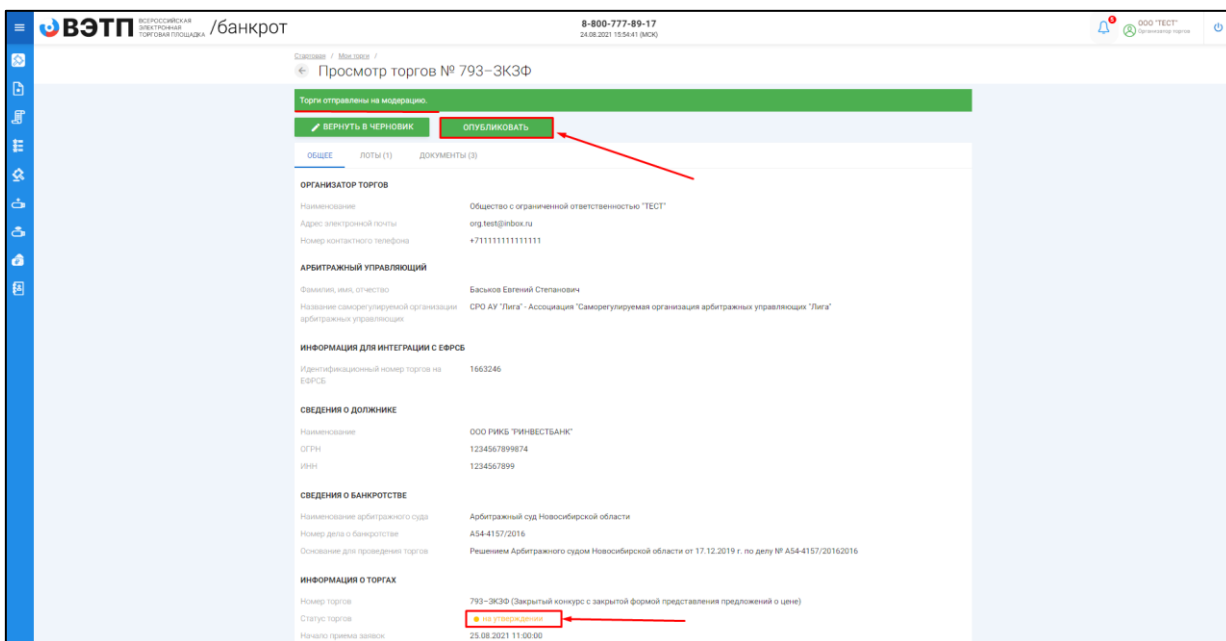 ВЭТП ВСЕРОССИЙСКАЯ ЭЛЕКТРОННАЯ ТОРГОВАЯ ПЛОЩАДКА /банкрот
8-800-777-89-17
24.08.2021 15:54:41 (МСК)
ООО "ТЕСТ"
Организатор торгов
Стартовая / Мои торги /
Просмотр торгов № 793–ЗКЗФ
Торги отправлены на модерацию.
ВЕРНУТЬ В ЧЕРНОВИК ОПУБЛИКОВАТЬ
ОБЩЕЕ ЛОТЫ (1) ДОКУМЕНТЫ (3)
ОРГАНИЗАТОР ТОРГОВ
Наименование Общество с ограниченной ответственностью "ТЕСТ"
Адрес электронной почты org.test@inbox.ru
Номер контактного телефона +711111111111111
АРБИТРАЖНЫЙ УПРАВЛЯЮЩИЙ
Фамилия, имя, отчество Баськов Евгений Степанович
Название саморегулируемой организации СРО АУ "Лига" - Ассоциация "Саморегулируемая организация арбитражных управляющих "Лига"
арбитражных управляющих
ИНФОРМАЦИЯ ДЛЯ ИНТЕГРАЦИИ С ЕФРСБ
Идентификационный номер торгов на 1663246
ЕФРСБ
СВЕДЕНИЯ О ДОЛЖНИКЕ
Наименование ООО РИКБ "РИНВЕСТБАНК"
ОГРН 1234567899874
ИНН 1234567899
СВЕДЕНИЯ О БАНКРОТСТВЕ
Наименование арбитражного суда Арбитражный суд Новосибирской области
Номер дела о банкротстве А54-4157/2016
Основание для проведения торгов Решением Арбитражного судом Новосибирской области от 17.12.2019 г. по делу № А54-4157/20162016
ИНФОРМАЦИЯ О ТОРГАХ
Номер торгов 793–ЗКЗФ (Закрытый конкурс с закрытой формой представления предложений о цене)
Статус торгов на утверждении
Начало приема заявок 25.08.2021 11:00:00